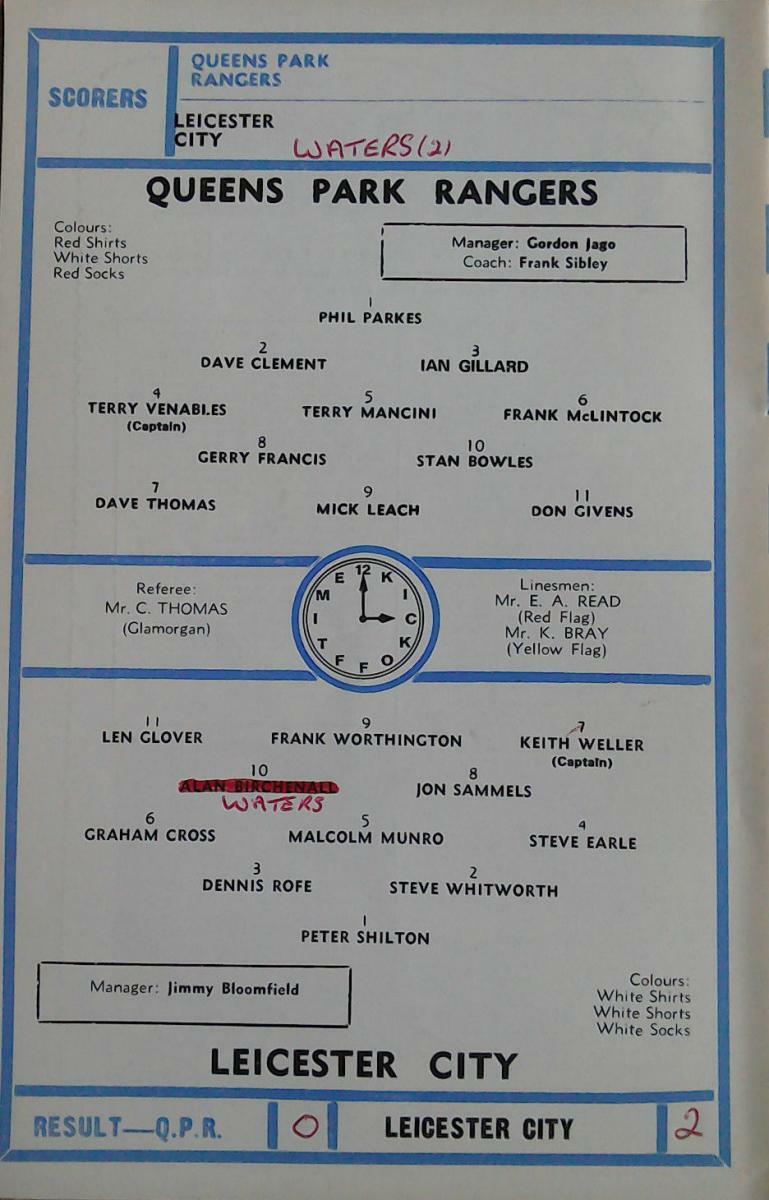 SCORERS
QUEENS PARK
RANGERS
LEICESTER
CITY
WATERS (2)
QUEENS PARK RANGERS
Colours:
Red Shirts
White Shorts
Red Socks
Manager: Gordon Jago
Coach: Frank Sibley
1
PHIL PARKES
2 3
DAVE CLEMENT IAN GILLARD
4 5 6
TERRY VENABLES TERRY MANCINI FRANK McLINTOCK
(Captain)
8 10
GERRY FRANCIS STAN BOWLES
7 9 11
DAVE THOMAS MICK LEACH DON GIVENS
Referee:
Mr. C. THOMAS
(Glamorgan)
12 KICK OFF TIME
Linesmen:
Mr. E. A. READ
(Red Flag)
Mr. K. BRAY
(Yellow Flag)
11 9 7
LEN GLOVER FRANK WORTHINGTON KEITH WELLER
(Captain)
10 8
ALAN BIRCHENALL JON SAMMELS
WATERS
6 5 4
GRAHAM CROSS MALCOLM MUNRO STEVE EARLE
3 2
DENNIS ROFE STEVE WHITWORTH
1
PETER SHILTON
Manager: Jimmy Bloomfield
Colours:
White Shirts
White Shorts
White Socks
LEICESTER CITY
RESULT—Q.P.R. 0 LEICESTER CITY 2